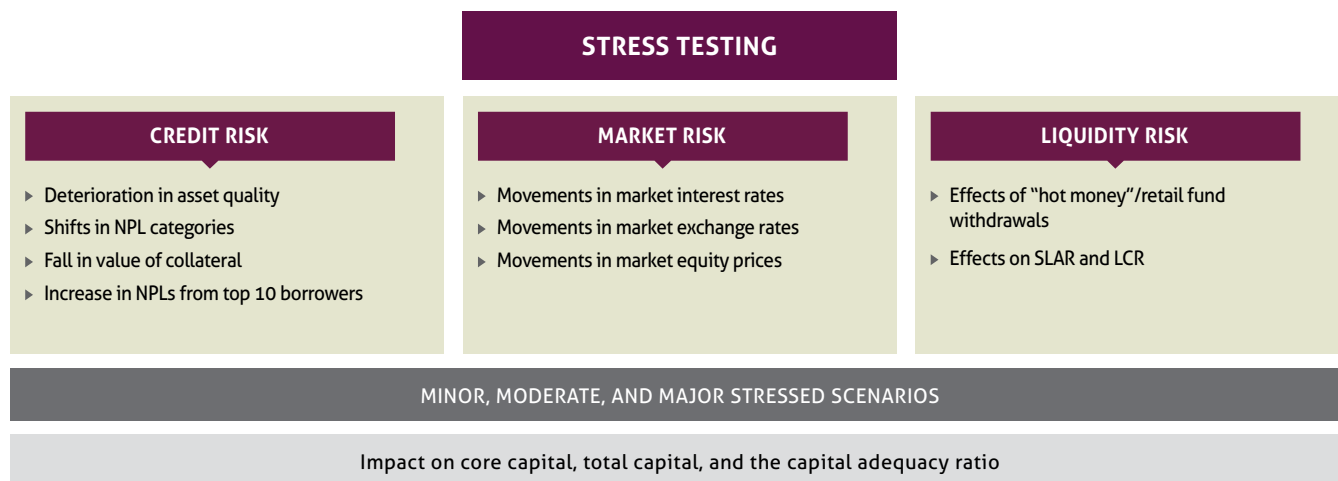 STRESS TESTING
CREDIT RISK
Deterioration in asset quality
Shifts in NPL categories
Fall in value of collateral
Increase in NPLs from top 10 borrowers
MARKET RISK
Movements in market interest rates
Movements in market exchange rates
Movements in market equity prices
LIQUIDITY RISK
Effects of “hot money”/retail fund
withdrawals
Effects on SLAR and LCR
MINOR, MODERATE, AND MAJOR STRESSED SCENARIOS
Impact on core capital, total capital, and the capital adequacy ratio